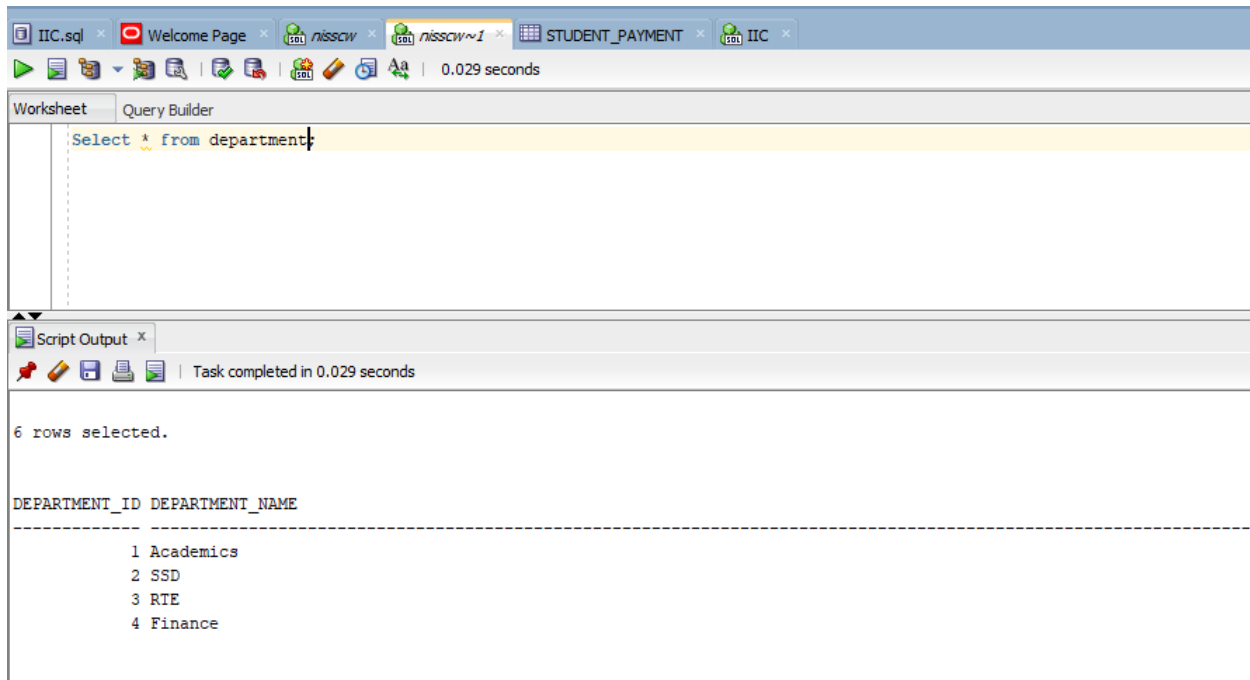 IIC.sql Welcome Page nisscw nisscw~1 STUDENT_PAYMENT IIC
0.029 seconds
Worksheet Query Builder
Select * from department;
Script Output
Task completed in 0.029 seconds
6 rows selected.
DEPARTMENT_ID DEPARTMENT_NAME
1 Academics
2 SSD
3 RTE
4 Finance